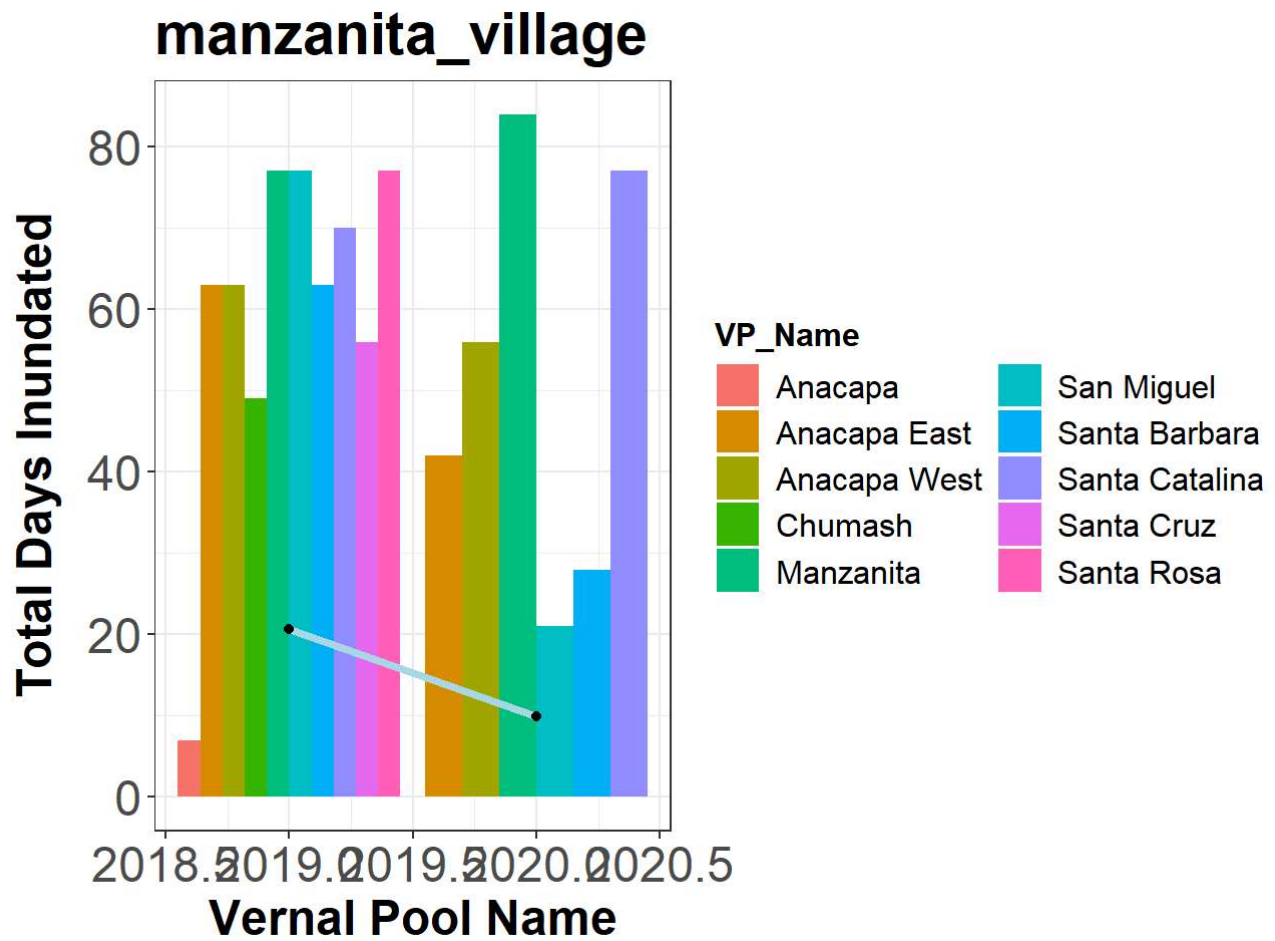 manzanita_village
Total Days Inundated
80
60
40
20
0
2018.5 2019.0 2019.5 2020.0 2020.5
Vernal Pool Name
VP_Name
Anacapa
Anacapa East
Anacapa West
Chumash
Manzanita
San Miguel
Santa Barbara
Santa Catalina
Santa Cruz
Santa Rosa